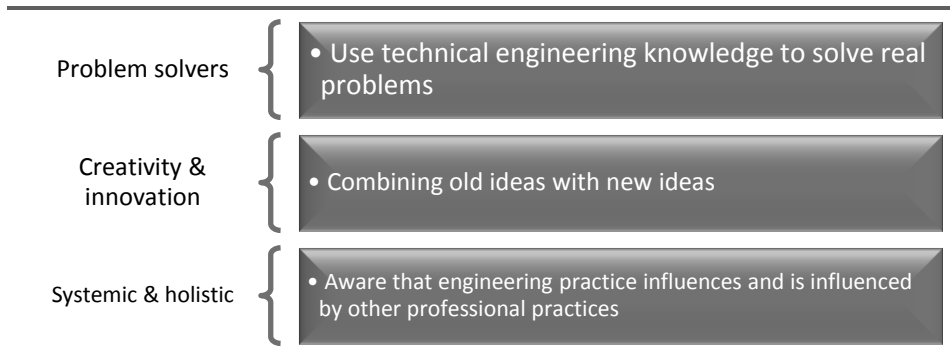 Problem solvers
• Use technical engineering knowledge to solve real
problems
Creativity &
innovation
• Combining old ideas with new ideas
Systemic & holistic
• Aware that engineering practice influences and is influenced
by other professional practices